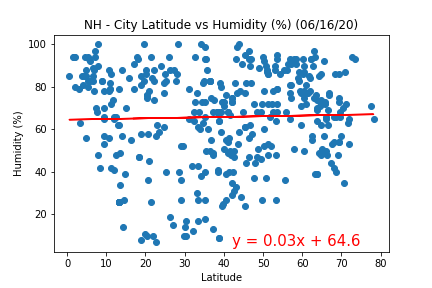 NH - City Latitude vs Humidity (%) (06/16/20)
100
80
60
40
20
Humidity (%)
y = 0.03x + 64.6
0 10 20 30 40 50 60 70 80
Latitude